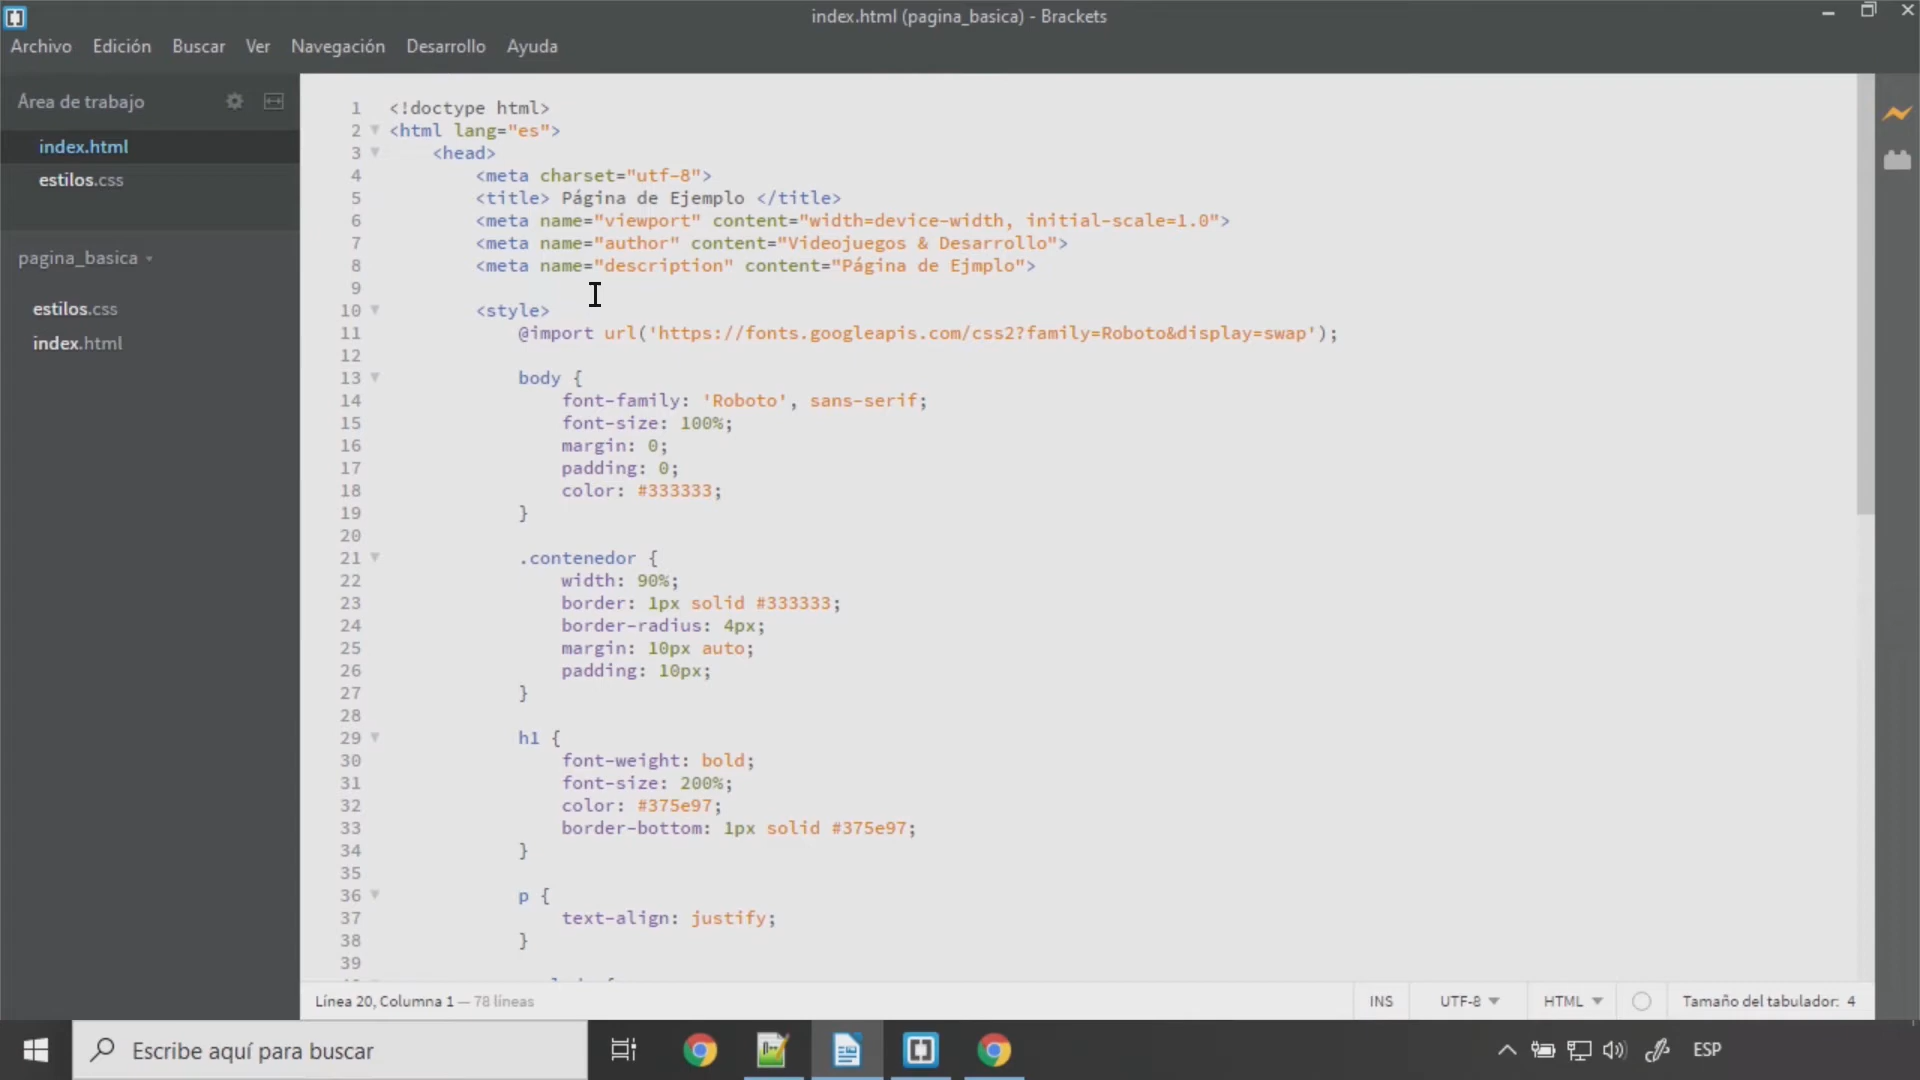 index.html (pagina_basica) - Brackets
Archivo Edición Buscar Ver Navegación Desarrollo Ayuda
Área de trabajo
index.html
estilos.css
pagina_basica
estilos.css
index.html
1 <!doctype html>
2 <html lang="es">
3 <head>
4 <meta charset="utf-8">
5 <title> Página de Ejemplo </title>
6 <meta name="viewport" content="width=device-width, initial-scale=1.0">
7 <meta name="author" content="Videojuegos & Desarrollo">
8 <meta name="description" content="Página de Ejmplo">
9
10 <style>
11 @import url('https://fonts.googleapis.com/css2?family=Roboto&display=swap');
12
13 body {
14 font-family: 'Roboto', sans-serif;
15 font-size: 100%;
16 margin: 0;
17 padding: 0;
18 color: #333333;
19 }
20
21 .contenedor {
22 width: 90%;
23 border: 1px solid #333333;
24 border-radius: 4px;
25 margin: 10px auto;
26 padding: 10px;
27 }
28
29 h1 {
30 font-weight: bold;
31 font-size: 200%;
32 color: #375e97;
33 border-bottom: 1px solid #375e97;
34 }
35
36 p {
37 text-align: justify;
38 }
39
Línea 20, Columna 1 — 78 líneas
INS UTF-8 HTML Tamaño del tabulador: 4
Escribe aquí para buscar
ESP